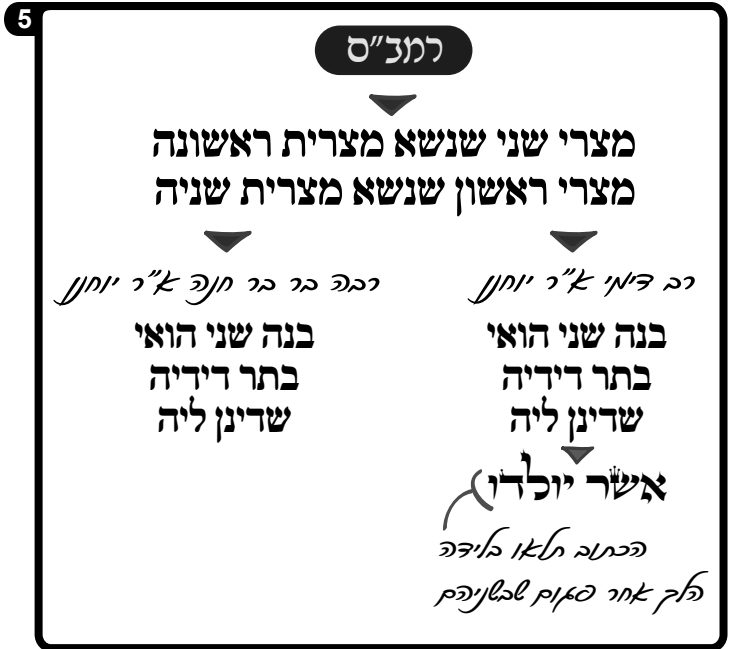 5
רמב"ם
מצרי שני שנשא מצרית ראשונה
מצרי ראשון שנשא מצרית שניה
רב דימי א"ר יוחנן
בנה שני הואי
בתר דידיה
שדינן ליה
אשר יולדו
הכתוב תלאו בלידה
הלך אחר פגום שבשניהם
רבה בר בר חנה א"ר יוחנן
בנה שני הואי
בתר דידיה
שדינן ליה